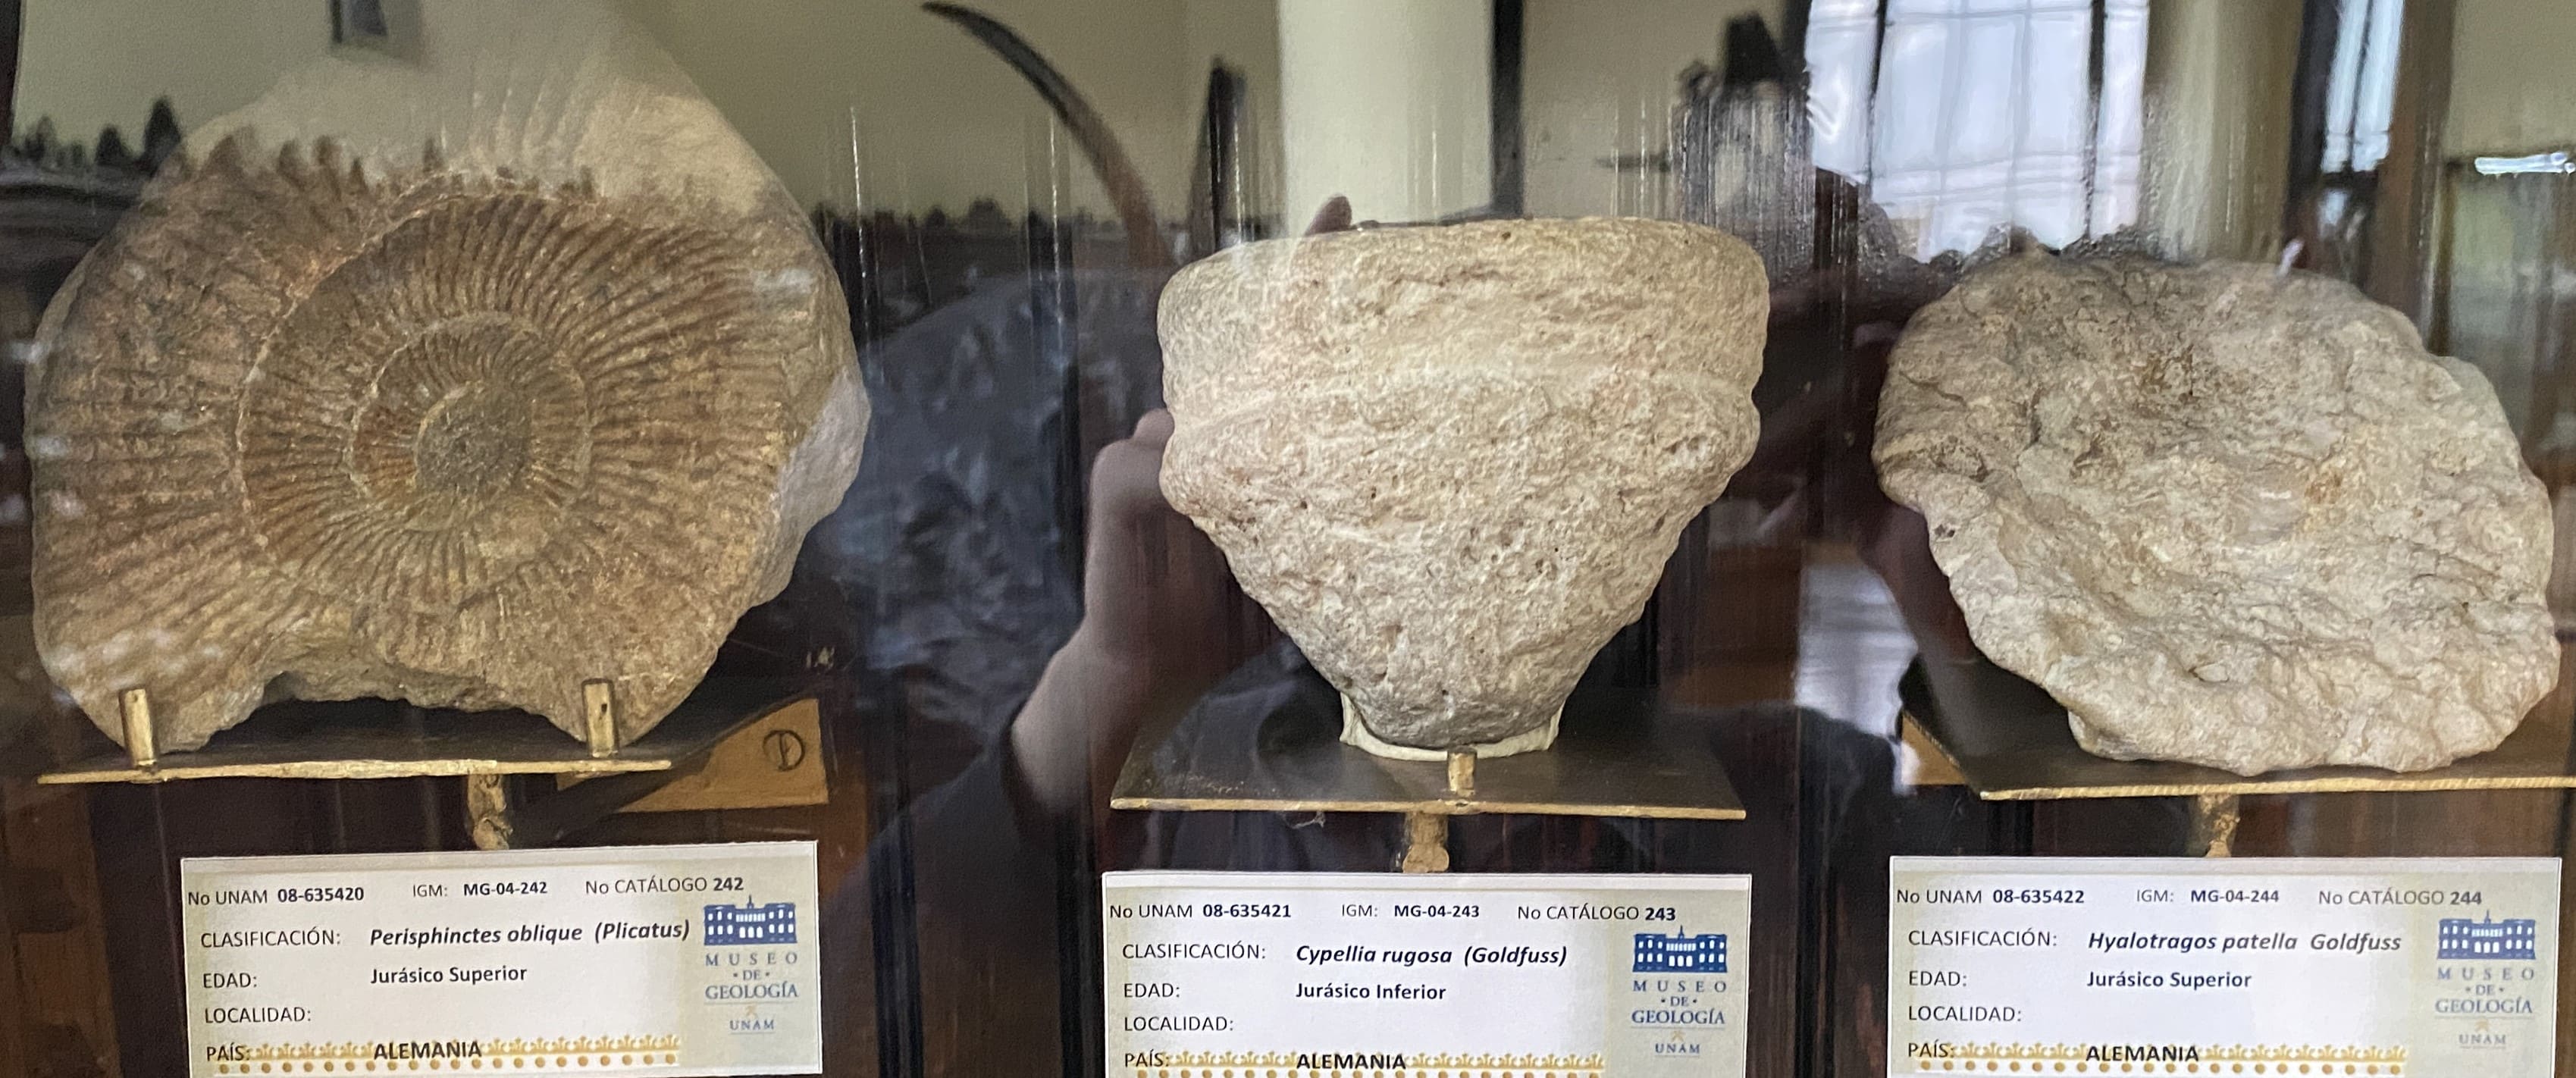 No UNAM 08-635420 IGM: MG-04-242 No CATÁLOGO 242
CLASIFICACIÓN: Perisphinctes oblique (Plicatus)
EDAD: Jurásico Superior
LOCALIDAD:
PAÍS: ALEMANIA
MUSEO
• DE •
GEOLOGÍA
UNAM
No UNAM 08-635421 IGM: MG-04-243 No CATÁLOGO 243
CLASIFICACIÓN: Cypellia rugosa (Goldfuss)
EDAD: Jurásico Inferior
LOCALIDAD:
PAÍS: ALEMANIA
MUSEO
• DE •
GEOLOGÍA
UNAM
No UNAM 08-635422 IGM: MG-04-244 No CATÁLOGO 244
CLASIFICACIÓN: Hyalotragos patella Goldfuss
EDAD: Jurásico Superior
LOCALIDAD:
PAÍS: ALEMANIA
MUSEO
• DE •
GEOLOGÍA
UNAM